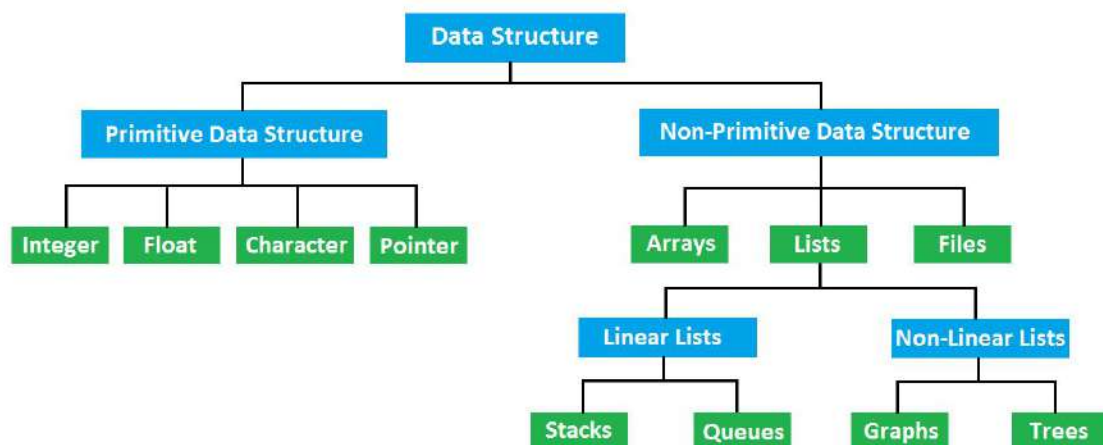 Data Structure
Primitive Data Structure
Non-Primitive Data Structure
Integer
Float
Character
Pointer
Arrays
Lists
Files
Linear Lists
Non-Linear Lists
Stacks
Queues
Graphs
Trees